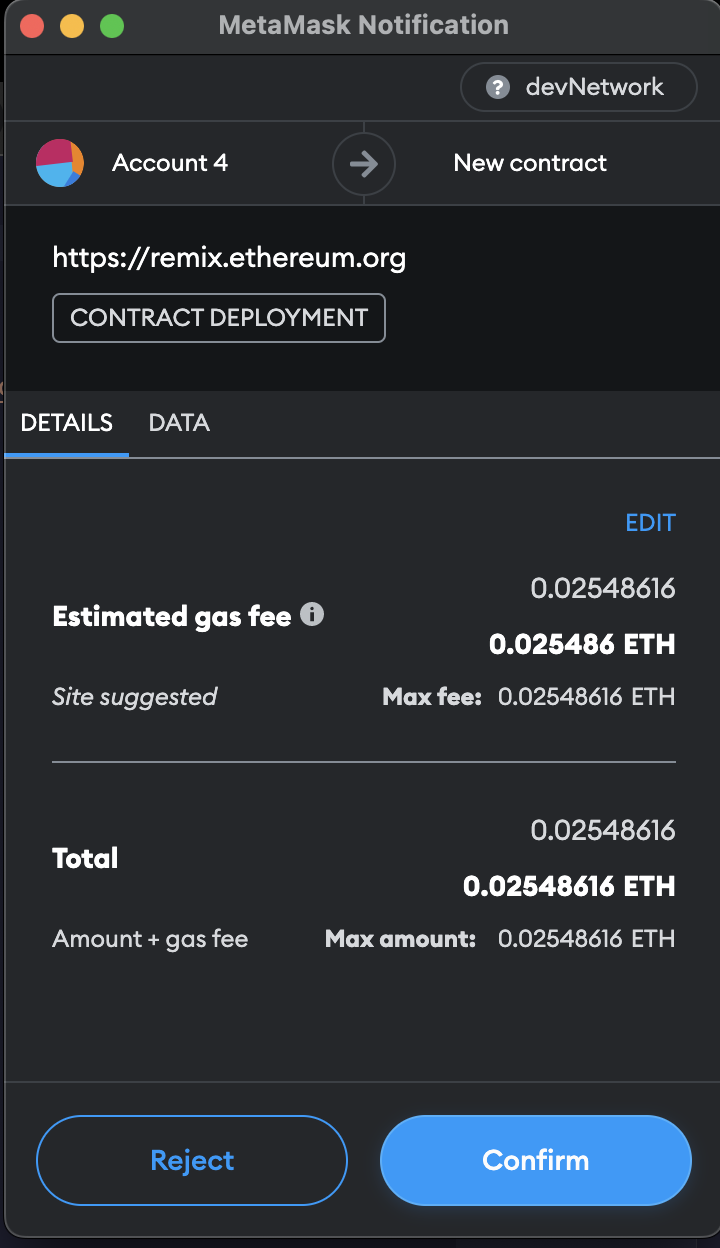 MetaMask Notification
? devNetwork
Account 4 New contract
https://remix.ethereum.org
CONTRACT DEPLOYMENT
DETAILS DATA
EDIT
0.02548616
Estimated gas fee i
0.025486 ETH
Site suggested Max fee: 0.02548616 ETH
0.02548616
Total
0.02548616 ETH
Amount + gas fee Max amount: 0.02548616 ETH
Reject Confirm